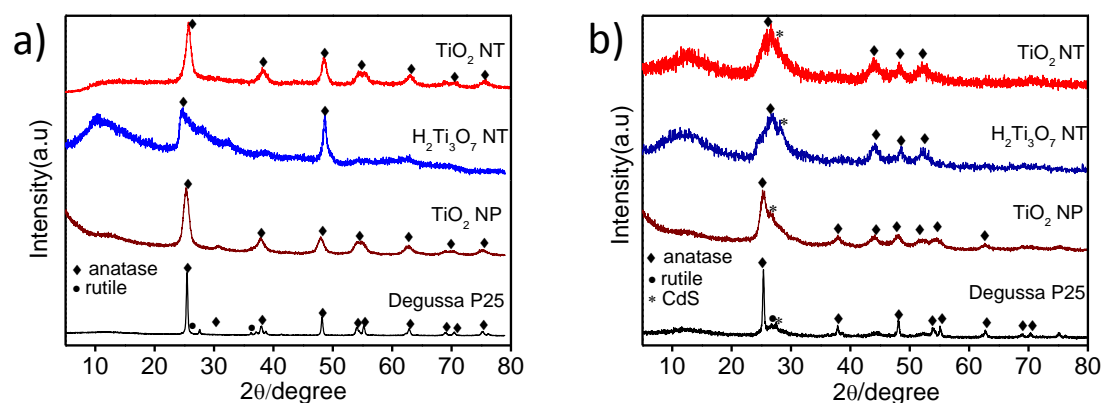 a)
Intensity(a.u)
TiO₂ NT
H₂Ti₃O₇ NT
TiO₂ NP
♦ anatase
● rutile
Degussa P25
10 20 30 40 50 60 70 80
2θ/degree
b)
Intensity(a.u)
TiO₂ NT
H₂Ti₃O₇ NT
TiO₂ NP
♦ anatase
● rutile
* CdS
Degussa P25
10 20 30 40 50 60 70 80
2θ/degree